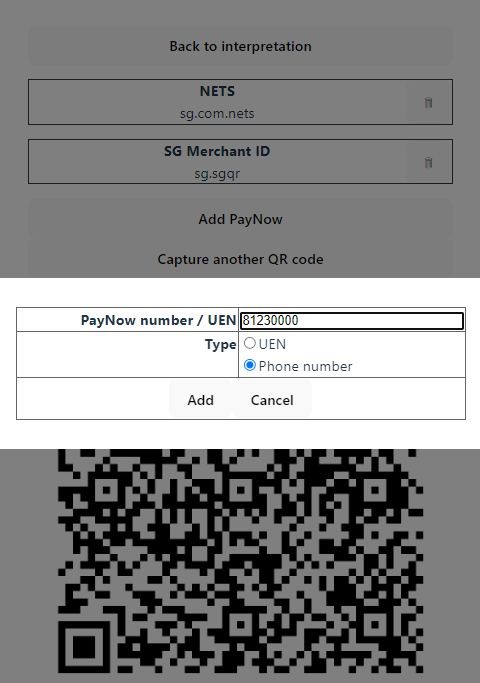 Back to interpretation
NETS
sg.com.nets
SG Merchant ID
sg.sgqr
Add PayNow
Capture another QR code
PayNow number / UEN 81230000
Type UEN
Phone number
Add Cancel